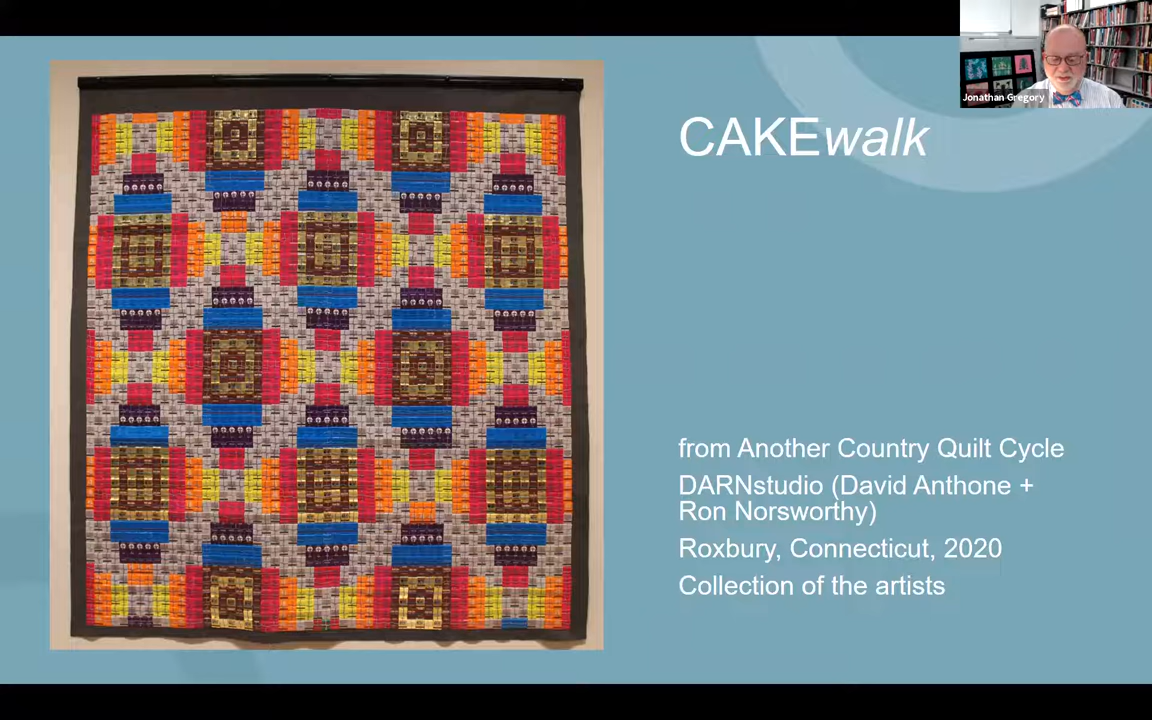 Jonathan Gregory
CAKEwalk
from Another Country Quilt Cycle
DARNstudio (David Anthone +
Ron Norsworthy)
Roxbury, Connecticut, 2020
Collection of the artists